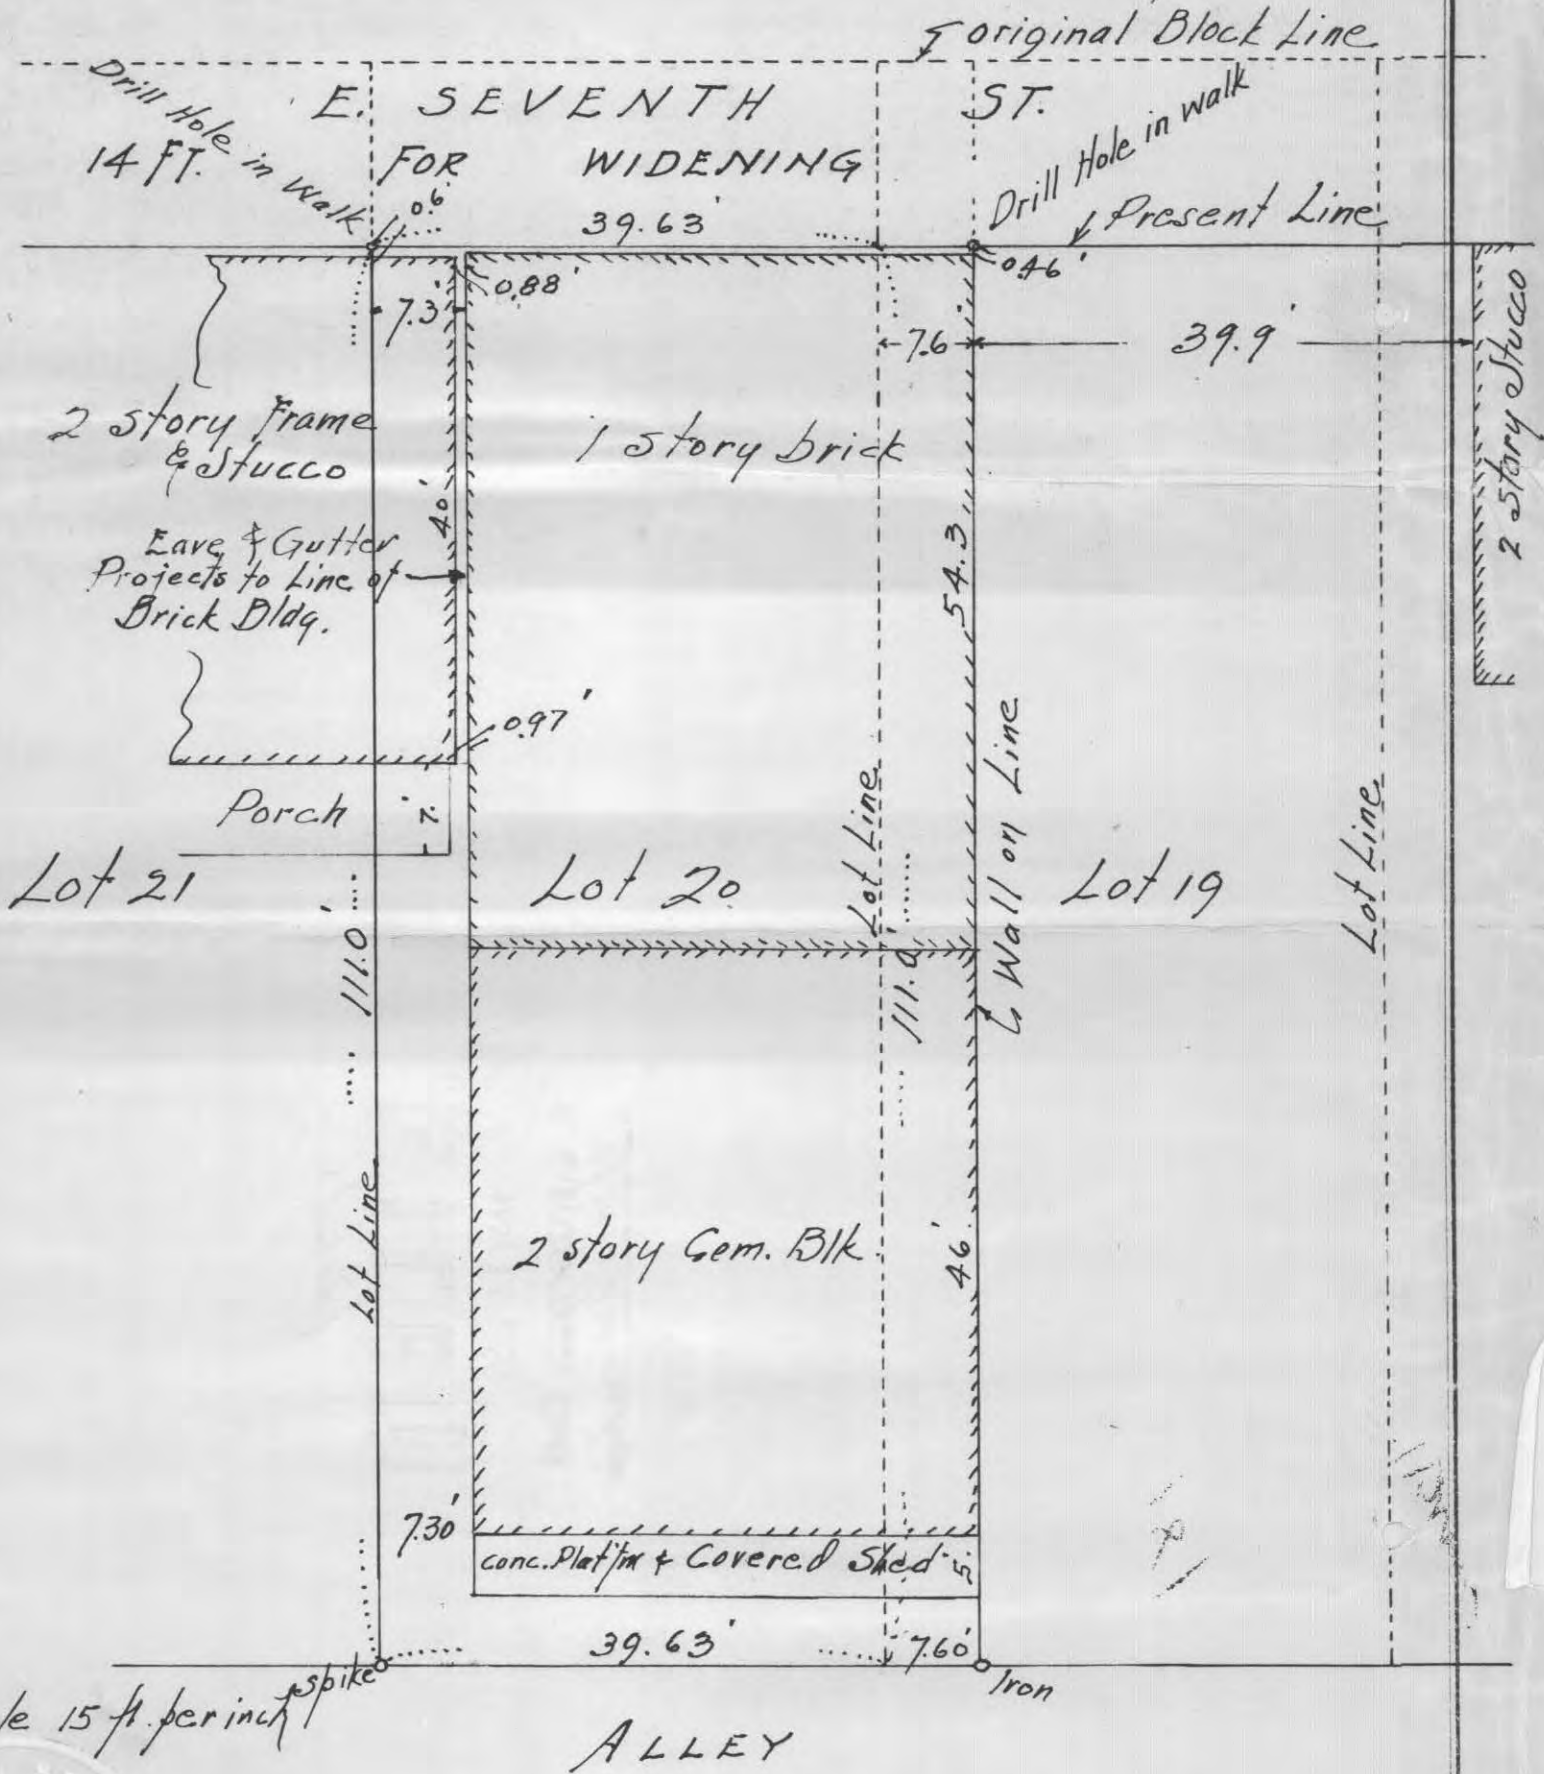 original Block Line
Drill Hole in Walk
E. SEVENTH ST.
Drill Hole in walk
14 FT. FOR WIDENING
0.6'
39.63'
Present Line
0.88'
0.46'
7.3'
7.6
39.9'
2 Story Stucco
2 story Frame
& Stucco
1 story brick
40'
54.3
Eave & Gutter
Projects to Line of
Brick Bldg.
0.97'
Porch
7.'
Lot Line
Wall on Line
Lot Line
Lot 21
Lot 20
Lot 19
111.0'
111.0'
Lot Line
2 story Cem. Blk
46'
7.30'
conc. Platfm & Covered Shed
5.
39.63'
7.60'
spike
Iron
15 ft. per inch
ALLEY